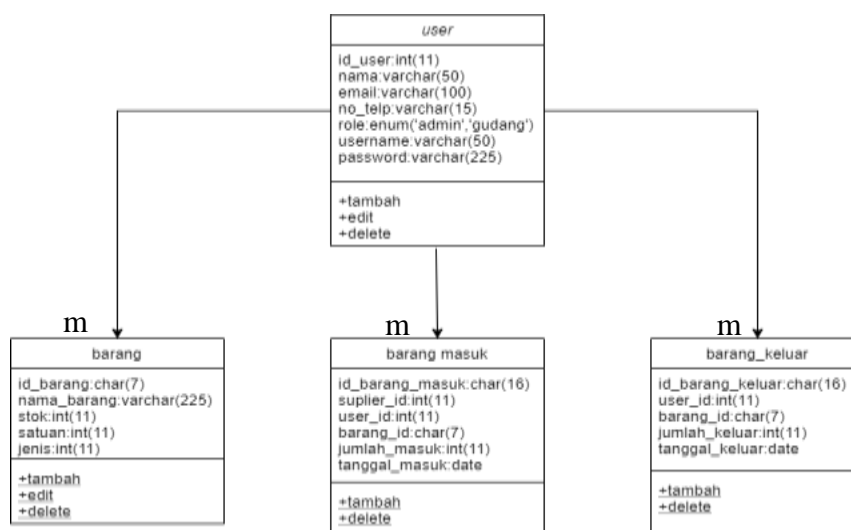 user
id_user:int(11)
nama:varchar(50)
email:varchar(100)
no_telp:varchar(15)
role:enum('admin','gudang')
username:varchar(50)
password:varchar(225)
+tambah
+edit
+delete
m
barang
id_barang:char(7)
nama_barang:varchar(225)
stok:int(11)
satuan:int(11)
jenis:int(11)
+tambah
+edit
+delete
m
barang masuk
id_barang_masuk:char(16)
suplier_id:int(11)
user_id:int(11)
barang_id:char(7)
jumlah_masuk:int(11)
tanggal_masuk:date
+tambah
+delete
m
barang_keluar
id_barang_keluar:char(16)
user_id:int(11)
barang_id:char(7)
jumlah_keluar:int(11)
tanggal_keluar:date
+tambah
+delete